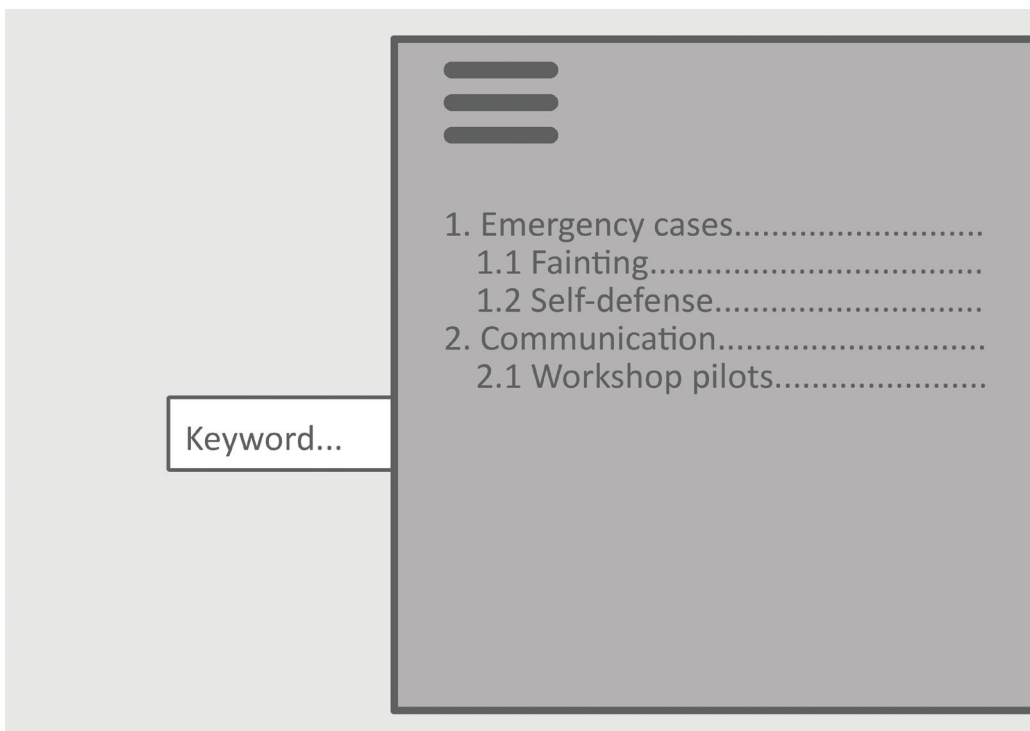 1. Emergency cases...........................
1.1 Fainting....................................
1.2 Self-defense.............................
2. Communication.............................
2.1 Workshop pilots.......................
Keyword...